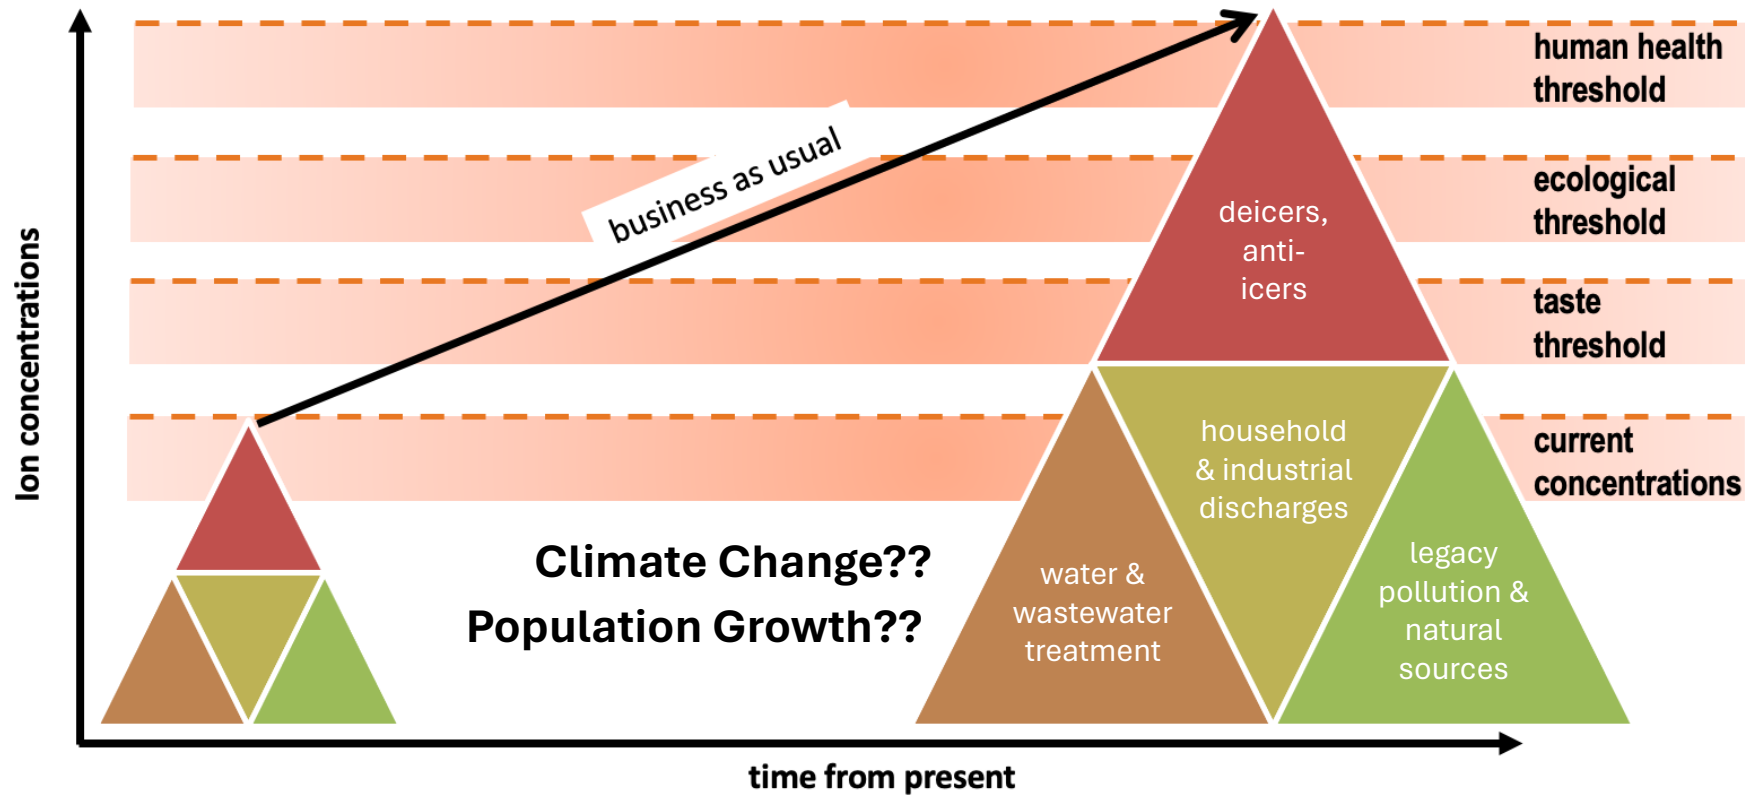 human health
threshold
business as usual
ecological
threshold
deicers,
anti-
icers
taste
threshold
Ion concentrations
household
& industrial
discharges
current
concentrations
Climate Change??
Population Growth??
water &
wastewater
treatment
legacy
pollution &
natural
sources
time from present